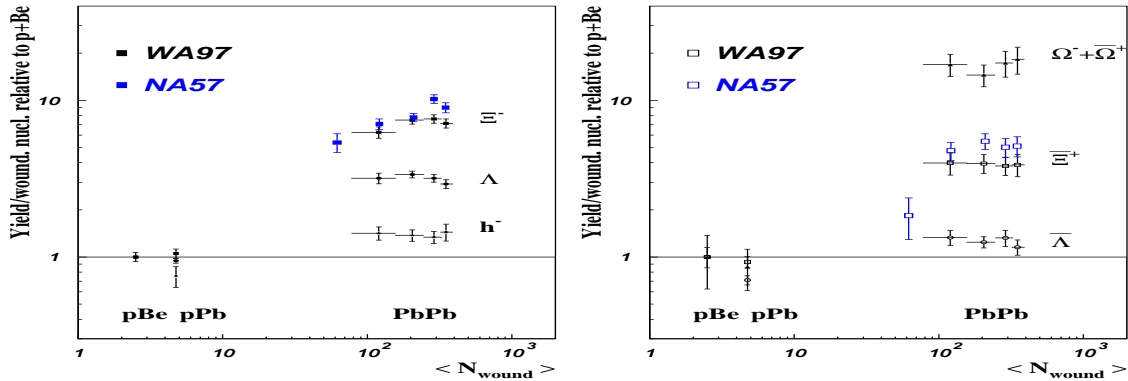 Yield/wound. nucl. relative to p+Be
10
1
WA97
NA57
Ξ⁻
Λ
h⁻
pBe pPb PbPb
1 10 10² 10³
< N_wound >
Yield/wound. nucl. relative to p+Be
10
1
WA97
NA57
Ω⁻+Ω̅⁺
Ξ̅⁺
Λ̅
pBe pPb PbPb
1 10 10² 10³
< N_wound >